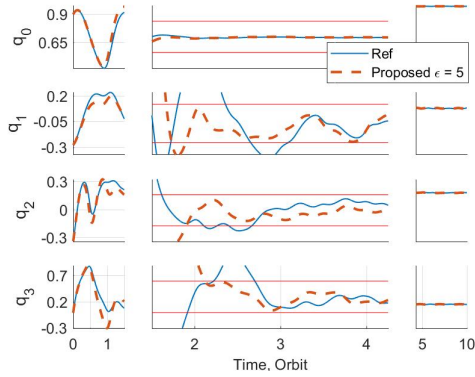 0.9
0.65
q0
Ref
Proposed ϵ = 5
0.2
-0.05
-0.3
q1
0.3
0
-0.3
q2
0.7
0.2
-0.3
q3
0 1 2 3 4 5 10
Time, Orbit